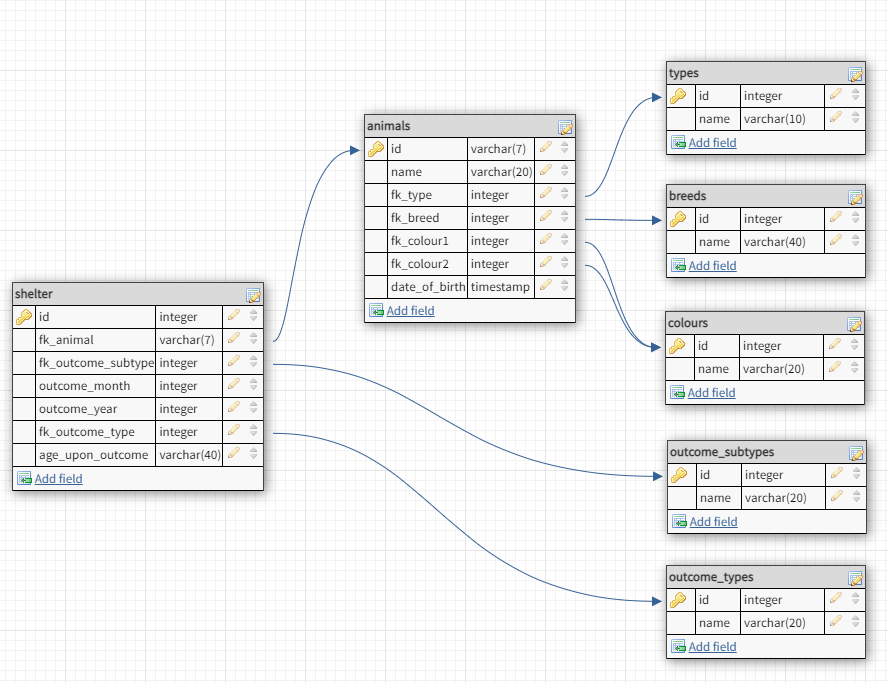 types
id integer
name varchar(10)
Add field
animals
id varchar(7)
name varchar(20)
fk_type integer
fk_breed integer
fk_colour1 integer
fk_colour2 integer
date_of_birth timestamp
Add field
breeds
id integer
name varchar(40)
Add field
shelter
id integer
fk_animal varchar(7)
fk_outcome_subtype integer
outcome_month integer
outcome_year integer
fk_outcome_type integer
age_upon_outcome varchar(40)
Add field
colours
id integer
name varchar(20)
Add field
outcome_subtypes
id integer
name varchar(20)
Add field
outcome_types
id integer
name varchar(20)
Add field